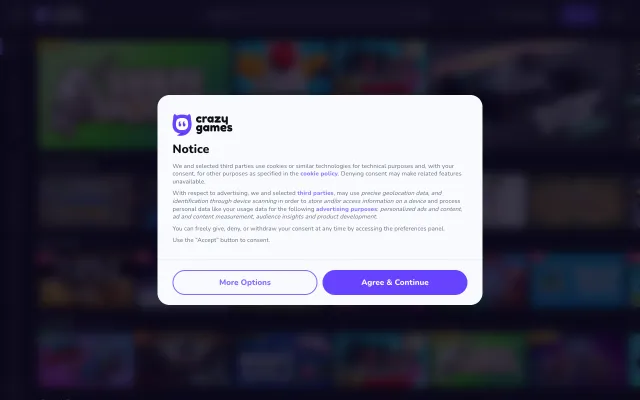 crazy
games
Notice
We and selected third parties use cookies or similar technologies for technical purposes and, with your
consent, for other purposes as specified in the cookie policy. Denying consent may make related features
unavailable.
With respect to advertising, we and selected third parties, may use precise geolocation data, and
identification through device scanning in order to store and/or access information on a device and process
personal data like your usage data for the following advertising purposes: personalized ads and content,
ad and content measurement, audience insights and product development.
You can freely give, deny, or withdraw your consent at any time by accessing the preferences panel.
Use the “Accept” button to consent.
More Options
Agree & Continue